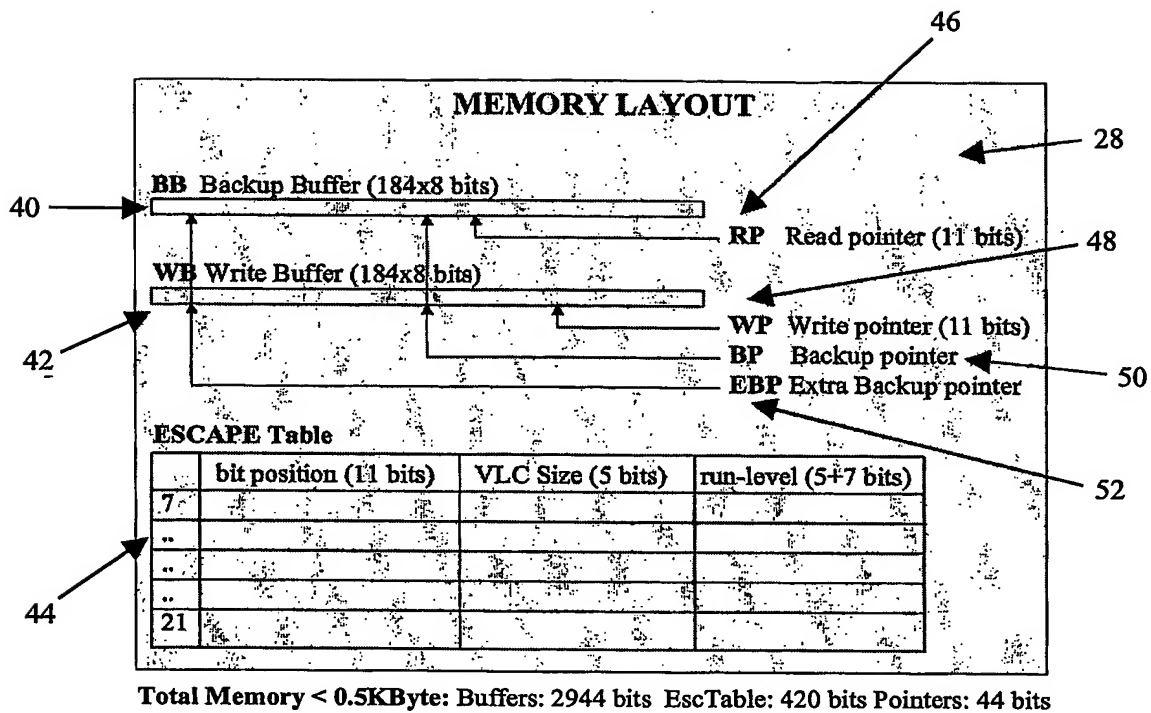 46
MEMORY LAYOUT
28
BB Backup Buffer (184x8 bits)
40
RP Read pointer (11 bits)
48
WB Write Buffer (184x8 bits)
42
WP Write pointer (11 bits)
BP Backup pointer
50
EBP Extra Backup pointer
ESCAPE Table
bit position (11 bits) VLC Size (5 bits) run-level (5+7 bits)
52
7
..
..
..
44
21
Total Memory < 0.5KByte: Buffers: 2944 bits EscTable: 420 bits Pointers: 44 bits